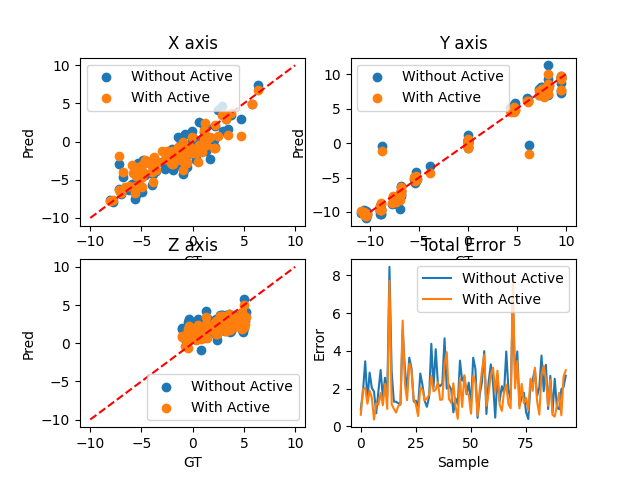 X axis
Y axis
Pred
10
5
0
−5
−10
Without Active
With Active
−10
−5
0
5
10
GT
Pred
10
5
0
−5
−10
Without Active
With Active
−10
−5
0
5
10
GT
Z axis
Total Error
Pred
10
5
0
−5
−10
Without Active
With Active
−10
−5
0
5
10
GT
Error
8
6
4
2
0
Without Active
With Active
0
25
50
75
Sample